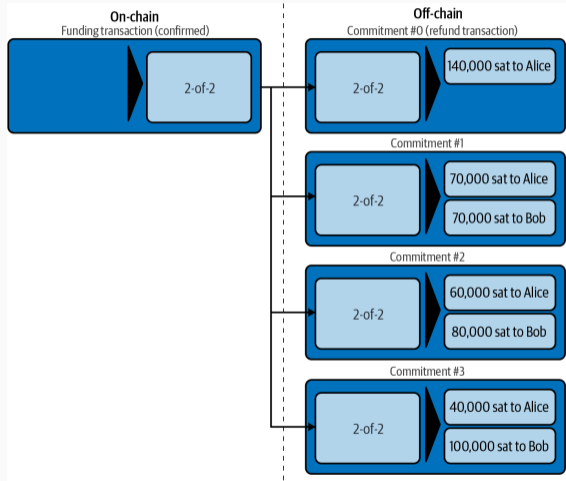 On-chain
Funding transaction (confirmed)
2-of-2
Off-chain
Commitment #0 (refund transaction)
2-of-2
140,000 sat to Alice
Commitment #1
2-of-2
70,000 sat to Alice
70,000 sat to Bob
Commitment #2
2-of-2
60,000 sat to Alice
80,000 sat to Bob
Commitment #3
2-of-2
40,000 sat to Alice
100,000 sat to Bob